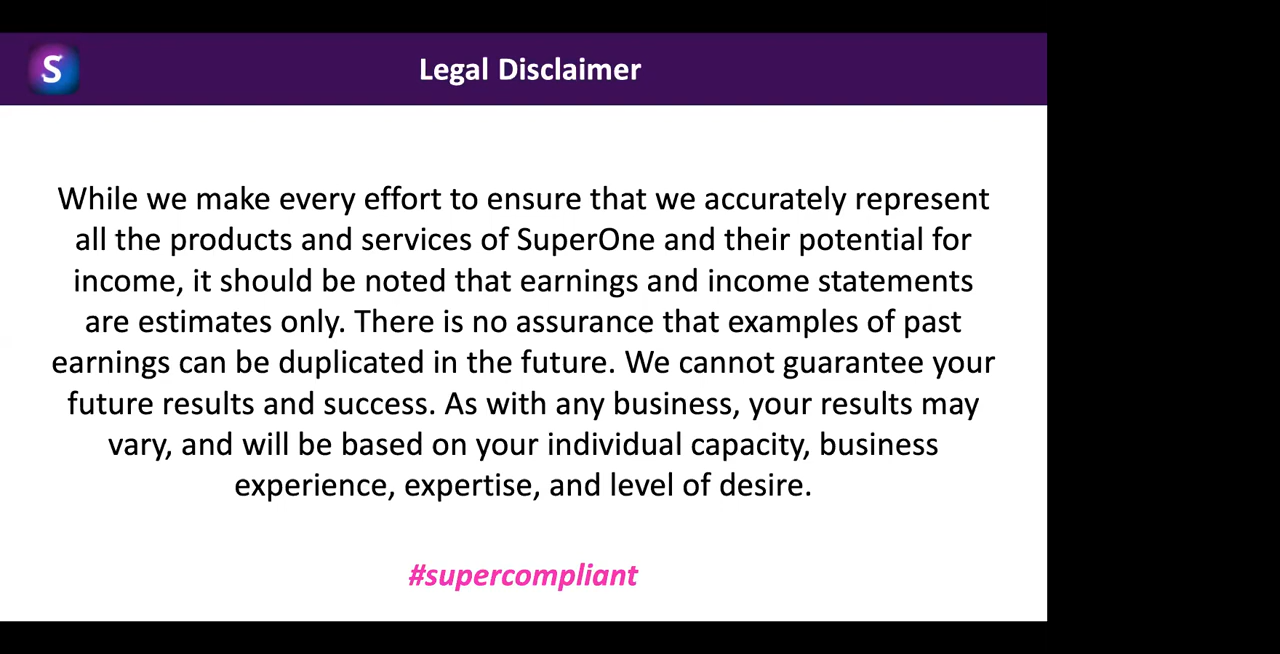 S
Legal Disclaimer
While we make every effort to ensure that we accurately represent
all the products and services of SuperOne and their potential for
income, it should be noted that earnings and income statements
are estimates only. There is no assurance that examples of past
earnings can be duplicated in the future. We cannot guarantee your
future results and success. As with any business, your results may
vary, and will be based on your individual capacity, business
experience, expertise, and level of desire.
#supercompliant